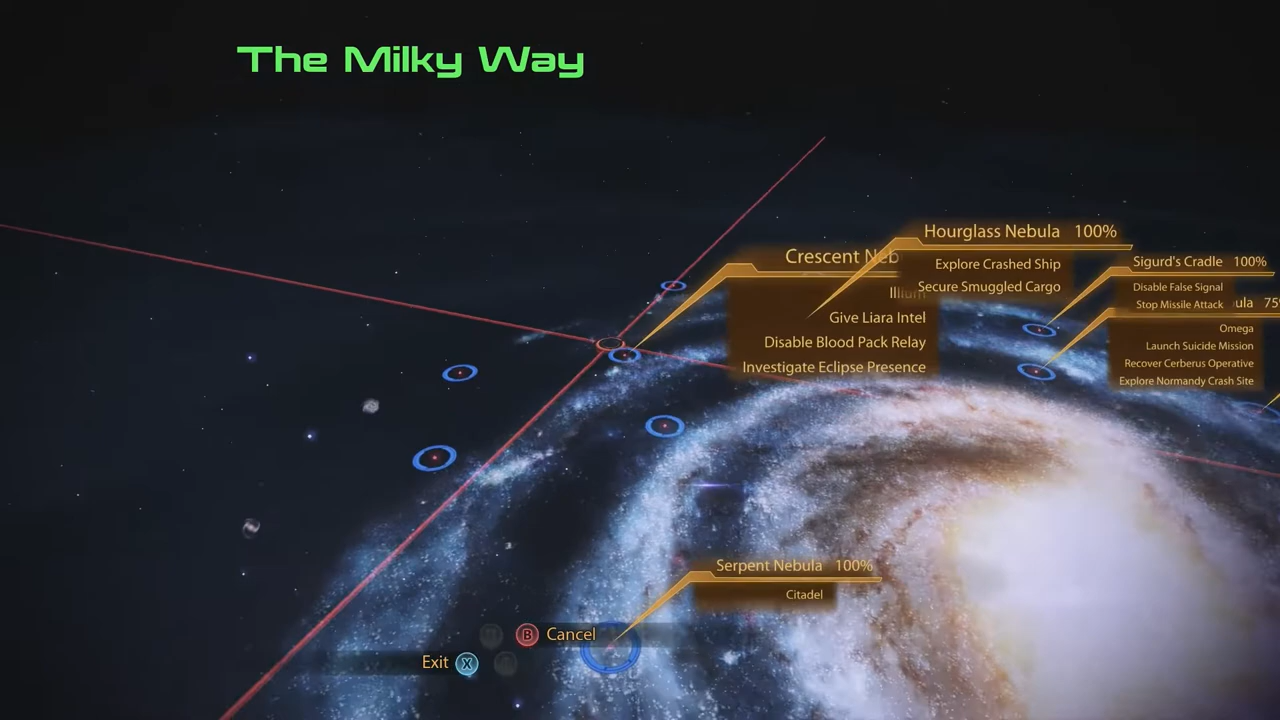 The Milky Way
Hourglass Nebula 100%
Explore Crashed Ship
Secure Smuggled Cargo
Crescent Neb
Illium
Give Liara Intel
Disable Blood Pack Relay
Investigate Eclipse Presence
Sigurd's Cradle 100%
Disable False Signal
Stop Missile Attack
ula 75%
Omega
Launch Suicide Mission
Recover Cerberus Operative
Explore Normandy Crash Site
Serpent Nebula 100%
Citadel
B Cancel
Exit X